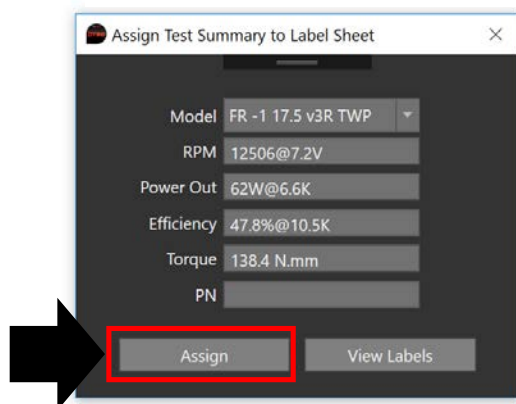 Assign Test Summary to Label Sheet
Model FR -1 17.5 v3R TWP
RPM 12506@7.2V
Power Out 62W@6.6K
Efficiency 47.8%@10.5K
Torque 138.4 N.mm
PN
Assign View Labels